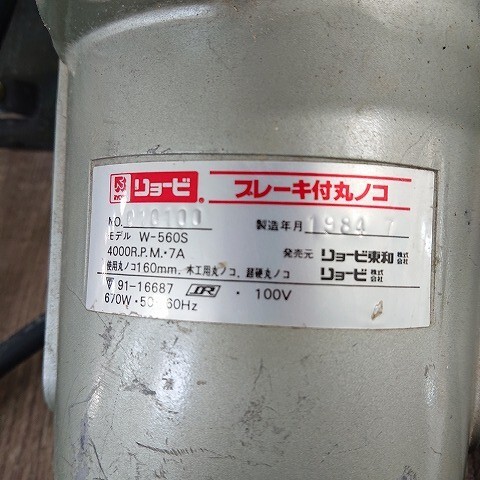 リョービ ブレーキ付丸ノコ
NO. 製造年月 1984 7
モデル W-560S
4000R.P.M.・7A 発売元 リョービ東和株式会社
使用丸ノコ160mm, 木工用丸ノコ, 超硬丸ノコ リョービ株式会社
91-16687 ・100V
670W・50 60Hz